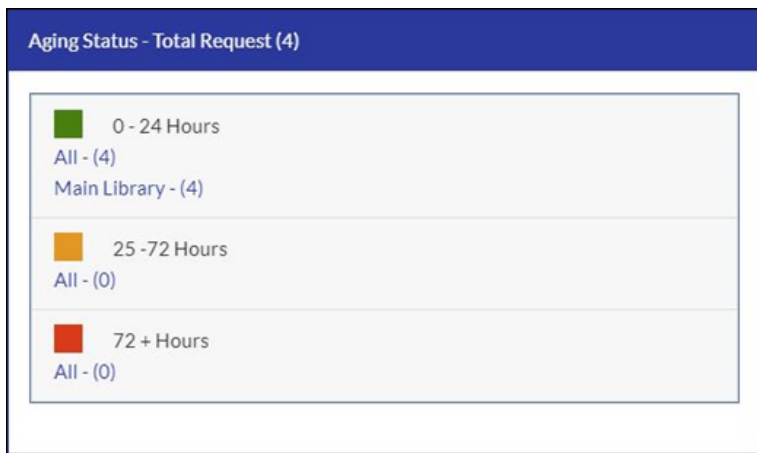 Aging Status - Total Request (4)
0 - 24 Hours
All - (4)
Main Library - (4)
25 -72 Hours
All - (0)
72 + Hours
All - (0)